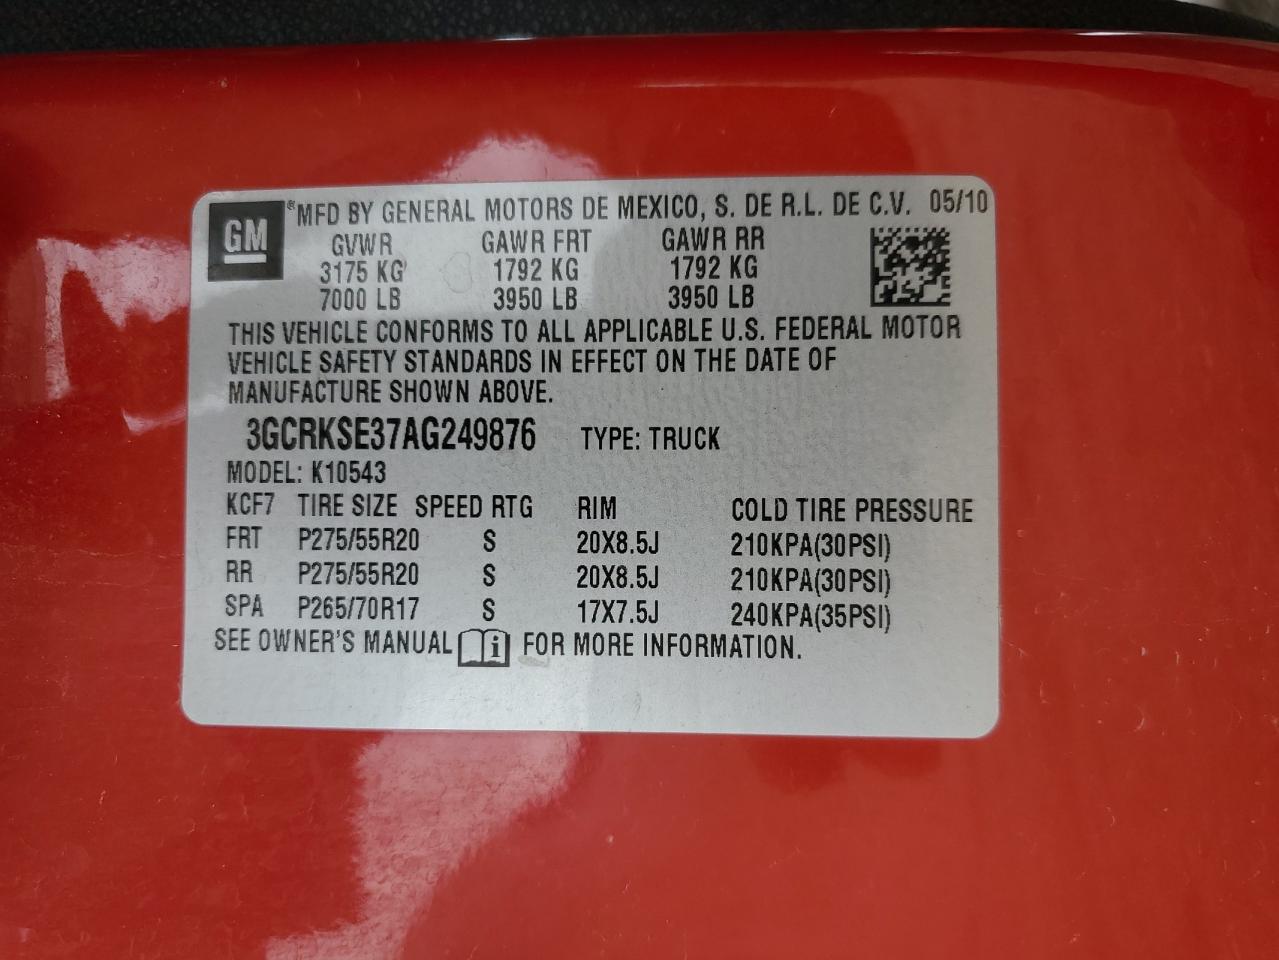 GM ® MFD BY GENERAL MOTORS DE MEXICO, S. DE R.L. DE C.V. 05/10
GVWR GAWR FRT GAWR RR
3175 KG 1792 KG 1792 KG
7000 LB 3950 LB 3950 LB
THIS VEHICLE CONFORMS TO ALL APPLICABLE U.S. FEDERAL MOTOR
VEHICLE SAFETY STANDARDS IN EFFECT ON THE DATE OF
MANUFACTURE SHOWN ABOVE.
3GCRKSE37AG249876 TYPE: TRUCK
MODEL: K10543
KCF7 TIRE SIZE SPEED RTG RIM COLD TIRE PRESSURE
FRT P275/55R20 S 20X8.5J 210KPA(30PSI)
RR P275/55R20 S 20X8.5J 210KPA(30PSI)
SPA P265/70R17 S 17X7.5J 240KPA(35PSI)
SEE OWNER'S MANUAL i FOR MORE INFORMATION.